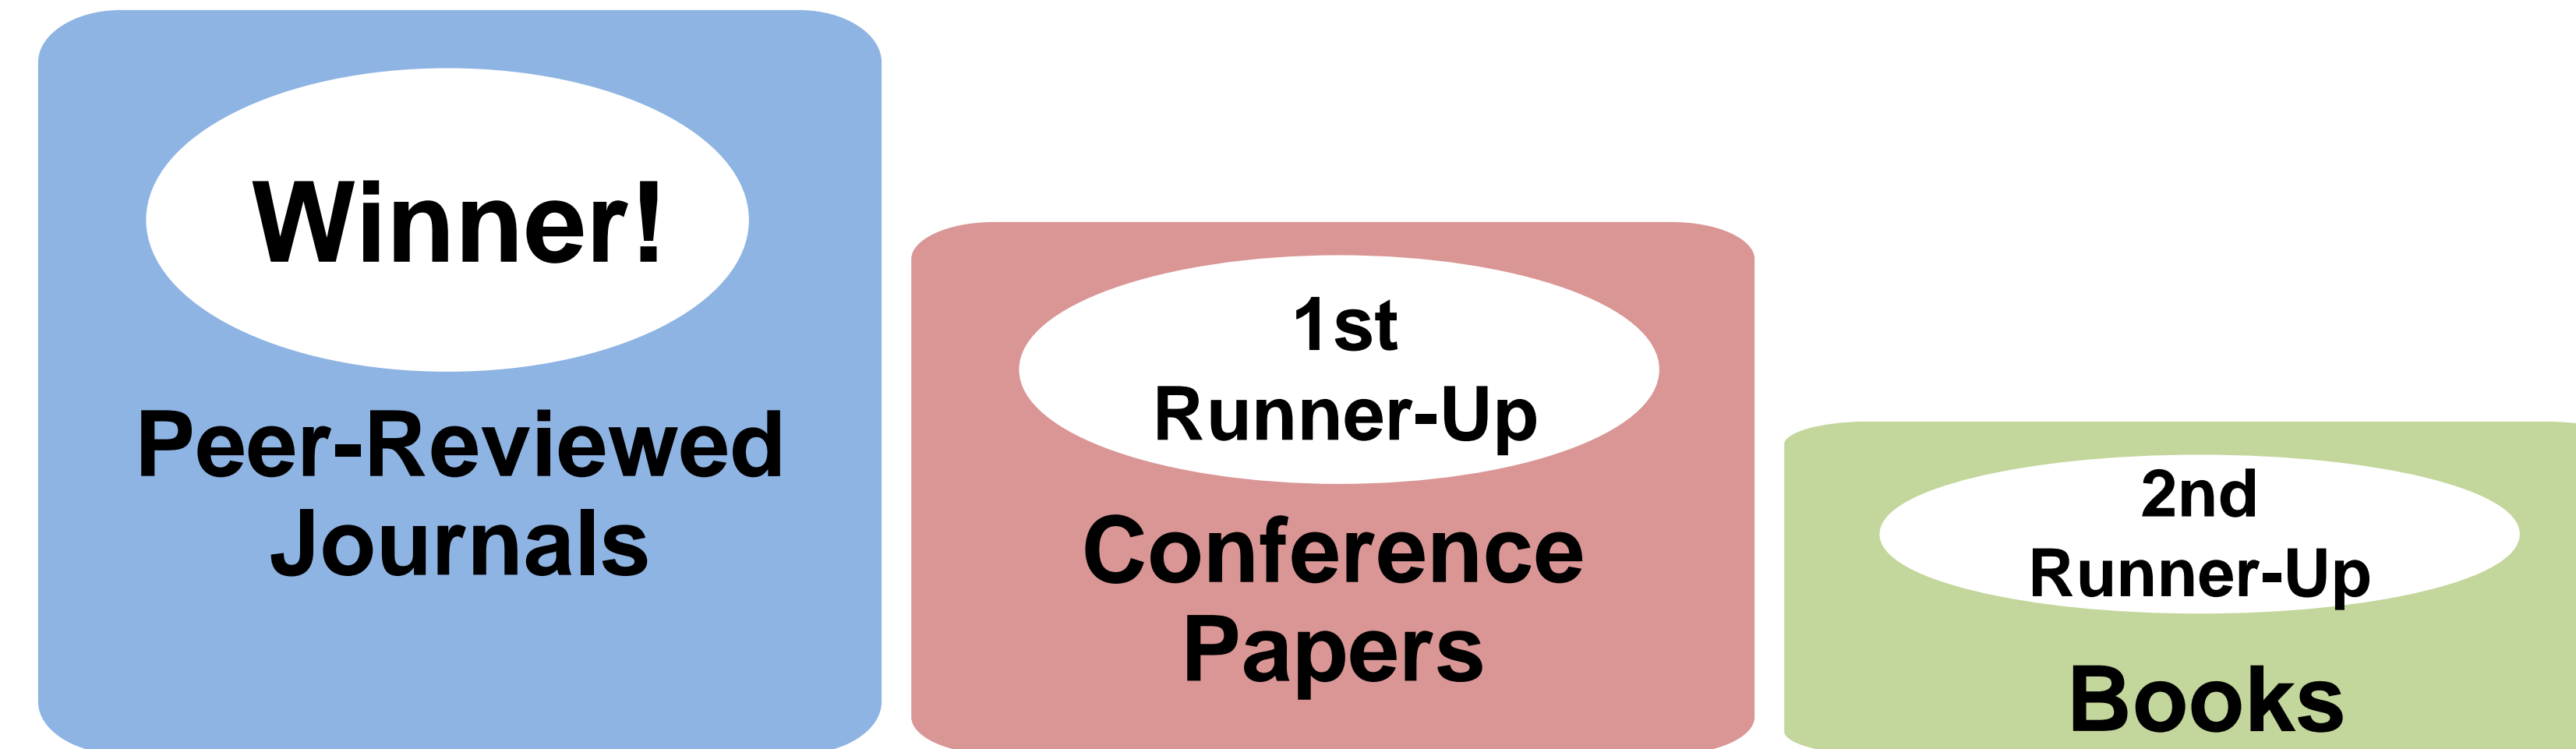 Winner!
Peer-Reviewed
Journals
1st
Runner-Up
Conference
Papers
2nd
Runner-Up
Books